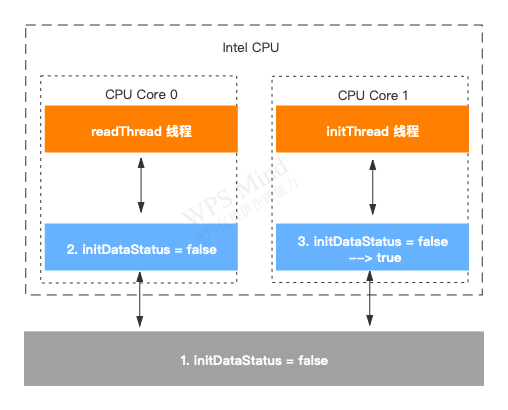 Intel CPU
CPU Core 0
CPU Core 1
readThread 线程
initThread 线程
WPS Mind
2. initDataStatus = false
3. initDataStatus = false
––> true
1. initDataStatus = false